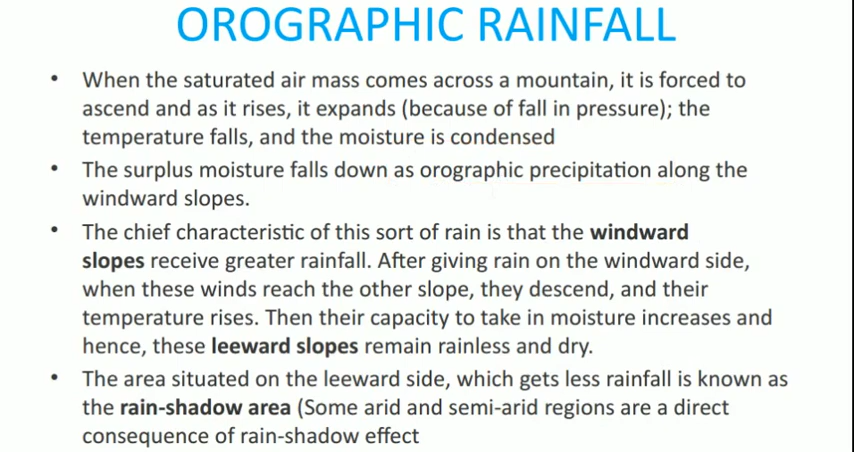 OROGRAPHIC RAINFALL
• When the saturated air mass comes across a mountain, it is forced to
ascend and as it rises, it expands (because of fall in pressure); the
temperature falls, and the moisture is condensed
• The surplus moisture falls down as orographic precipitation along the
windward slopes.
• The chief characteristic of this sort of rain is that the windward
slopes receive greater rainfall. After giving rain on the windward side,
when these winds reach the other slope, they descend, and their
temperature rises. Then their capacity to take in moisture increases and
hence, these leeward slopes remain rainless and dry.
• The area situated on the leeward side, which gets less rainfall is known as
the rain-shadow area (Some arid and semi-arid regions are a direct
consequence of rain-shadow effect